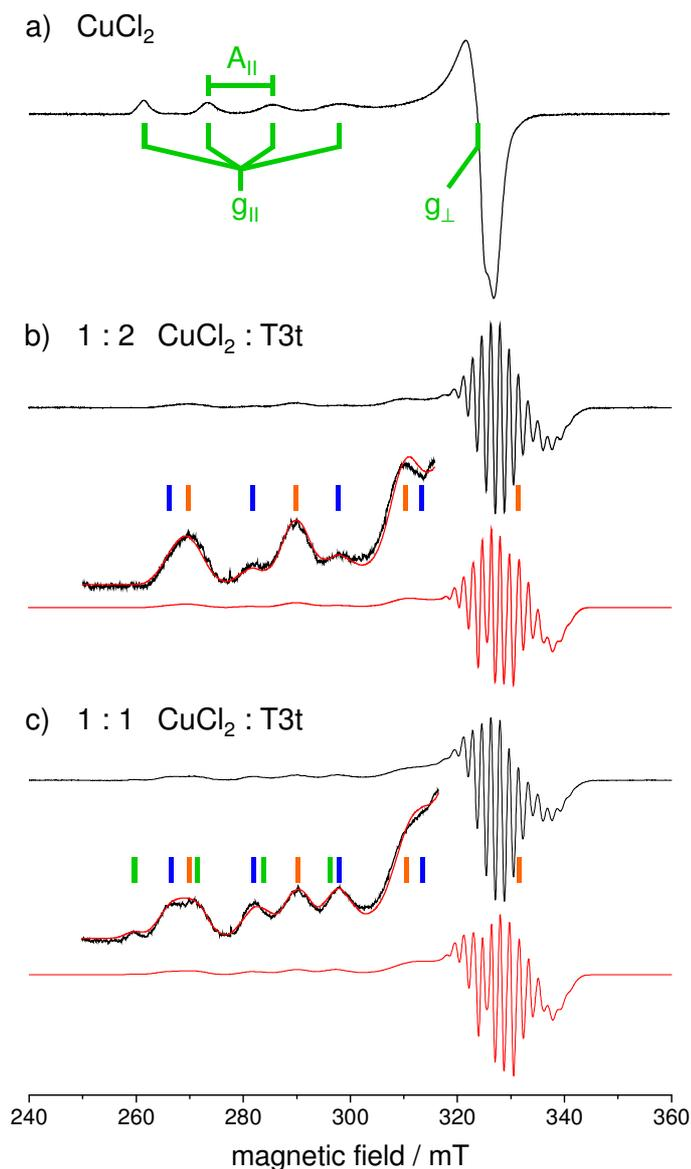 a) CuCl₂
A||
g||
g⊥
b) 1 : 2 CuCl₂ : T3t
c) 1 : 1 CuCl₂ : T3t
240 260 280 300 320 340 360
magnetic field / mT